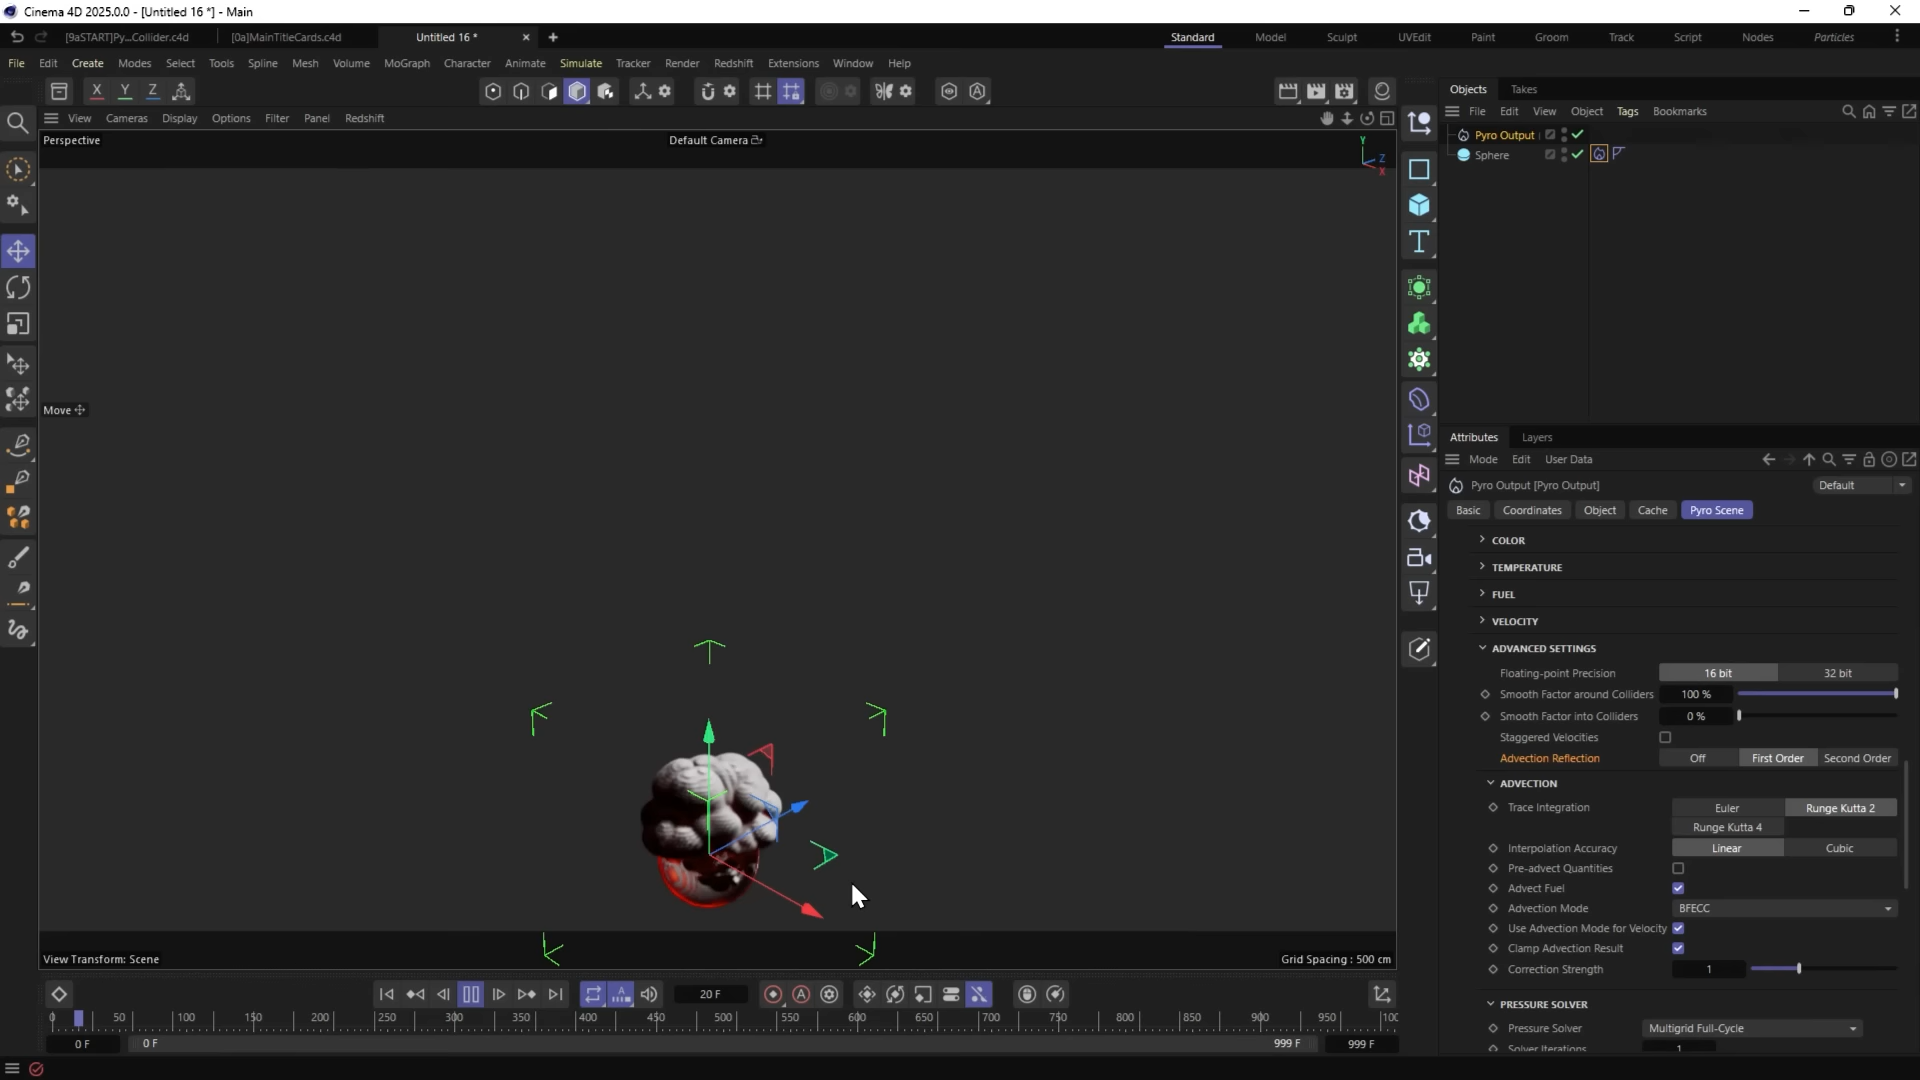 Cinema 4D 2025.0.0 - [Untitled 16 *] - Main
[9aSTART]Py...Collider.c4d [0a]MainTitleCards.c4d Untitled 16 * Standard Model Sculpt UVEdit Paint Groom Track Script Nodes Particles
File Edit Create Modes Select Tools Spline Mesh Volume MoGraph Character Animate Simulate Tracker Render Redshift Extensions Window Help
X Y Z
Objects Takes
File Edit View Object Tags Bookmarks
View Cameras Display Options Filter Panel Redshift
Perspective Default Camera
Y
Z
X
Pyro Output
Sphere
Move
Attributes Layers
Mode Edit User Data
Pyro Output [Pyro Output] Default
Basic Coordinates Object Cache Pyro Scene
COLOR
TEMPERATURE
FUEL
VELOCITY
ADVANCED SETTINGS
Floating-point Precision 16 bit 32 bit
Smooth Factor around Colliders 100 %
Smooth Factor into Colliders 0 %
Staggered Velocities
Advection Reflection Off First Order Second Order
ADVECTION
Trace Integration Euler Runge Kutta 2
Runge Kutta 4
Interpolation Accuracy Linear Cubic
Pre-advect Quantities
Advect Fuel
Advection Mode BFECC
Use Advection Mode for Velocity
Clamp Advection Result
Correction Strength 1
PRESSURE SOLVER
Pressure Solver Multigrid Full-Cycle
Solver Iterations 1
View Transform: Scene Grid Spacing : 500 cm
20 F
0 50 100 150 200 250 300 350 400 450 500 550 600 650 700 750 800 850 900 950 100
0 F 0 F 999 F 999 F